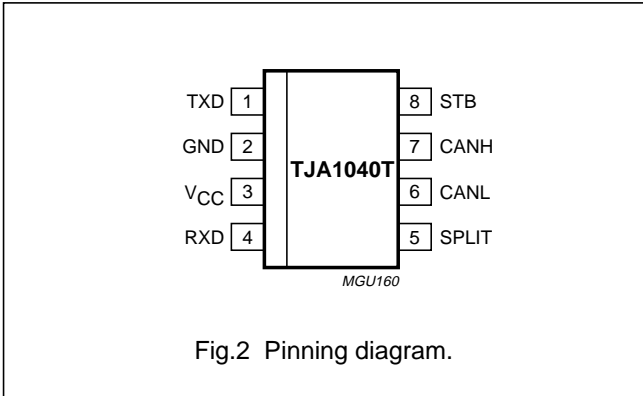 TXD 1 8 STB
GND 2 7 CANH
TJA1040T
VCC 3 6 CANL
RXD 4 5 SPLIT
MGU160
Fig.2 Pinning diagram.